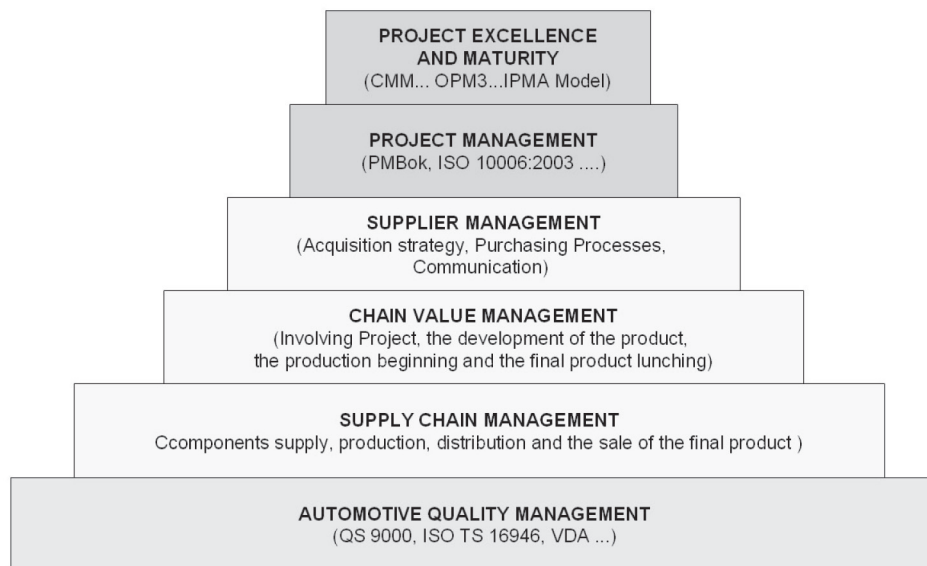 PROJECT EXCELLENCE
AND MATURITY
(CMM... OPM3...IPMA Model)
PROJECT MANAGEMENT
(PMBok, ISO 10006:2003 ....)
SUPPLIER MANAGEMENT
(Acquisition strategy, Purchasing Processes,
Communication)
CHAIN VALUE MANAGEMENT
(Involving Project, the development of the product,
the production beginning and the final product lunching)
SUPPLY CHAIN MANAGEMENT
Ccomponents supply, production, distribution and the sale of the final product )
AUTOMOTIVE QUALITY MANAGEMENT
(QS 9000, ISO TS 16946, VDA ...)